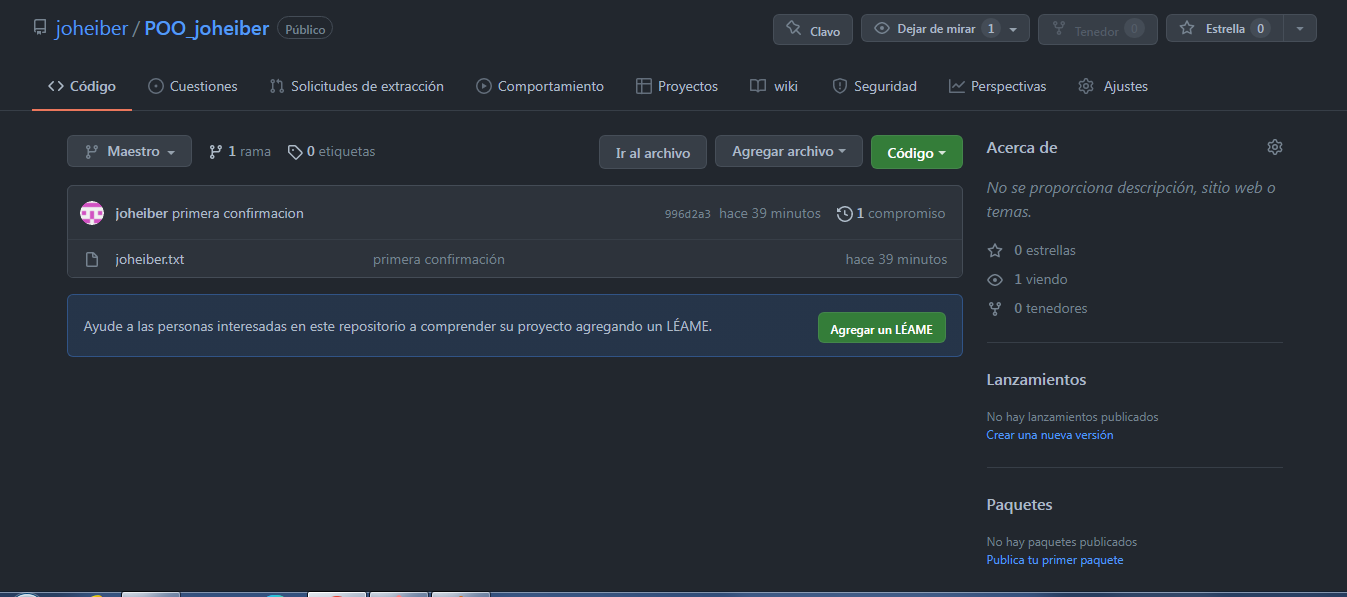 joheiber / POO_joheiber Público
Clavo Dejar de mirar 1 Tenedor 0 Estrella 0
Código Cuestiones Solicitudes de extracción Comportamiento Proyectos wiki Seguridad Perspectivas Ajustes
Maestro 1 rama 0 etiquetas Ir al archivo Agregar archivo Código
joheiber primera confirmacion 996d2a3 hace 39 minutos 1 compromiso
joheiber.txt primera confirmación hace 39 minutos
Ayude a las personas interesadas en este repositorio a comprender su proyecto agregando un LÉAME. Agregar un LÉAME
Acerca de
No se proporciona descripción, sitio web o
temas.
0 estrellas
1 viendo
0 tenedores
Lanzamientos
No hay lanzamientos publicados
Crear una nueva versión
Paquetes
No hay paquetes publicados
Publica tu primer paquete